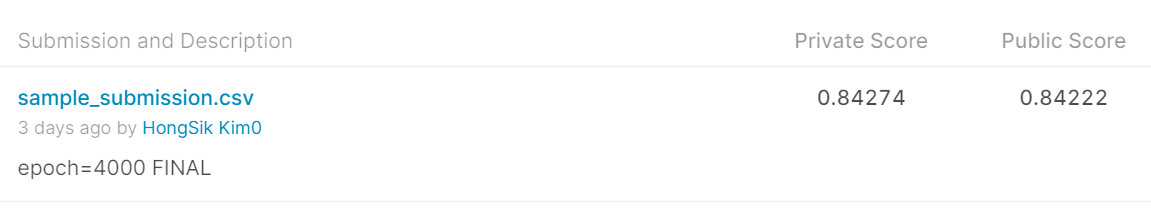 Submission and Description Private Score Public Score
sample_submission.csv 0.84274 0.84222
3 days ago by HongSik Kim0
epoch=4000 FINAL